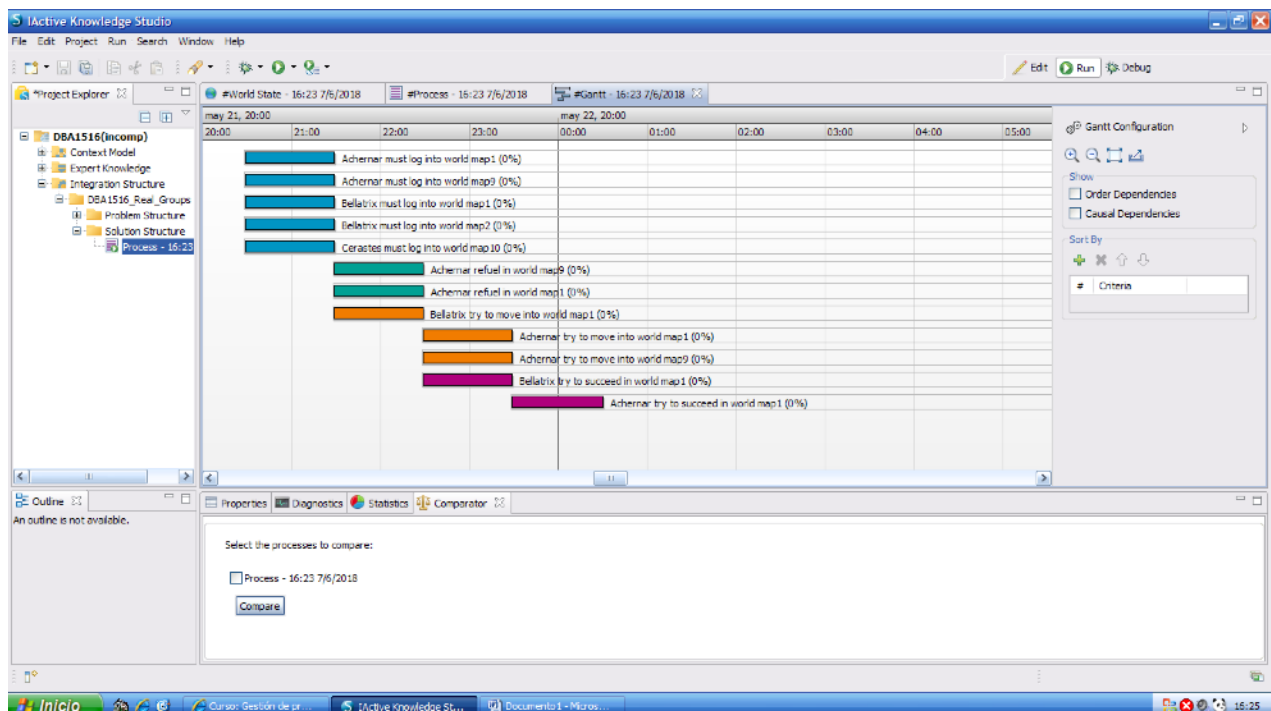 IActive Knowledge Studio
File Edit Project Run Search Window Help
Edit Run Debug
*Project Explorer
#World State - 16:23 7/6/2018 #Process - 16:23 7/6/2018 #Gantt - 16:23 7/6/2018
may 21, 20:00 may 22, 20:00
20:00 21:00 22:00 23:00 00:00 01:00 02:00 03:00 04:00 05:00
DBA1516(incomp)
Context Model
Expert Knowledge
Integration Structure
DBA1516_Real_Groups
Problem Structure
Solution Structure
Process - 16:23
Achernar must log into world map1 (0%)
Achernar must log into world map9 (0%)
Bellatrix must log into world map1 (0%)
Bellatrix must log into world map2 (0%)
Cerastes must log into world map10 (0%)
Achernar refuel in world map9 (0%)
Achernar refuel in world map1 (0%)
Bellatrix try to move into world map1 (0%)
Achernar try to move into world map1 (0%)
Achernar try to move into world map9 (0%)
Bellatrix try to succeed in world map1 (0%)
Achernar try to succeed in world map1 (0%)
Gantt Configuration
Show
Order Dependencies
Causal Dependencies
Sort By
# Criteria
Outline
An outline is not available.
Properties Diagnostics Statistics Comparator
Select the processes to compare:
Process - 16:23 7/6/2018
Compare
Inicio Curso: Gestión de pr... IActive Knowledge St... Documento1 - Micros... 16:25